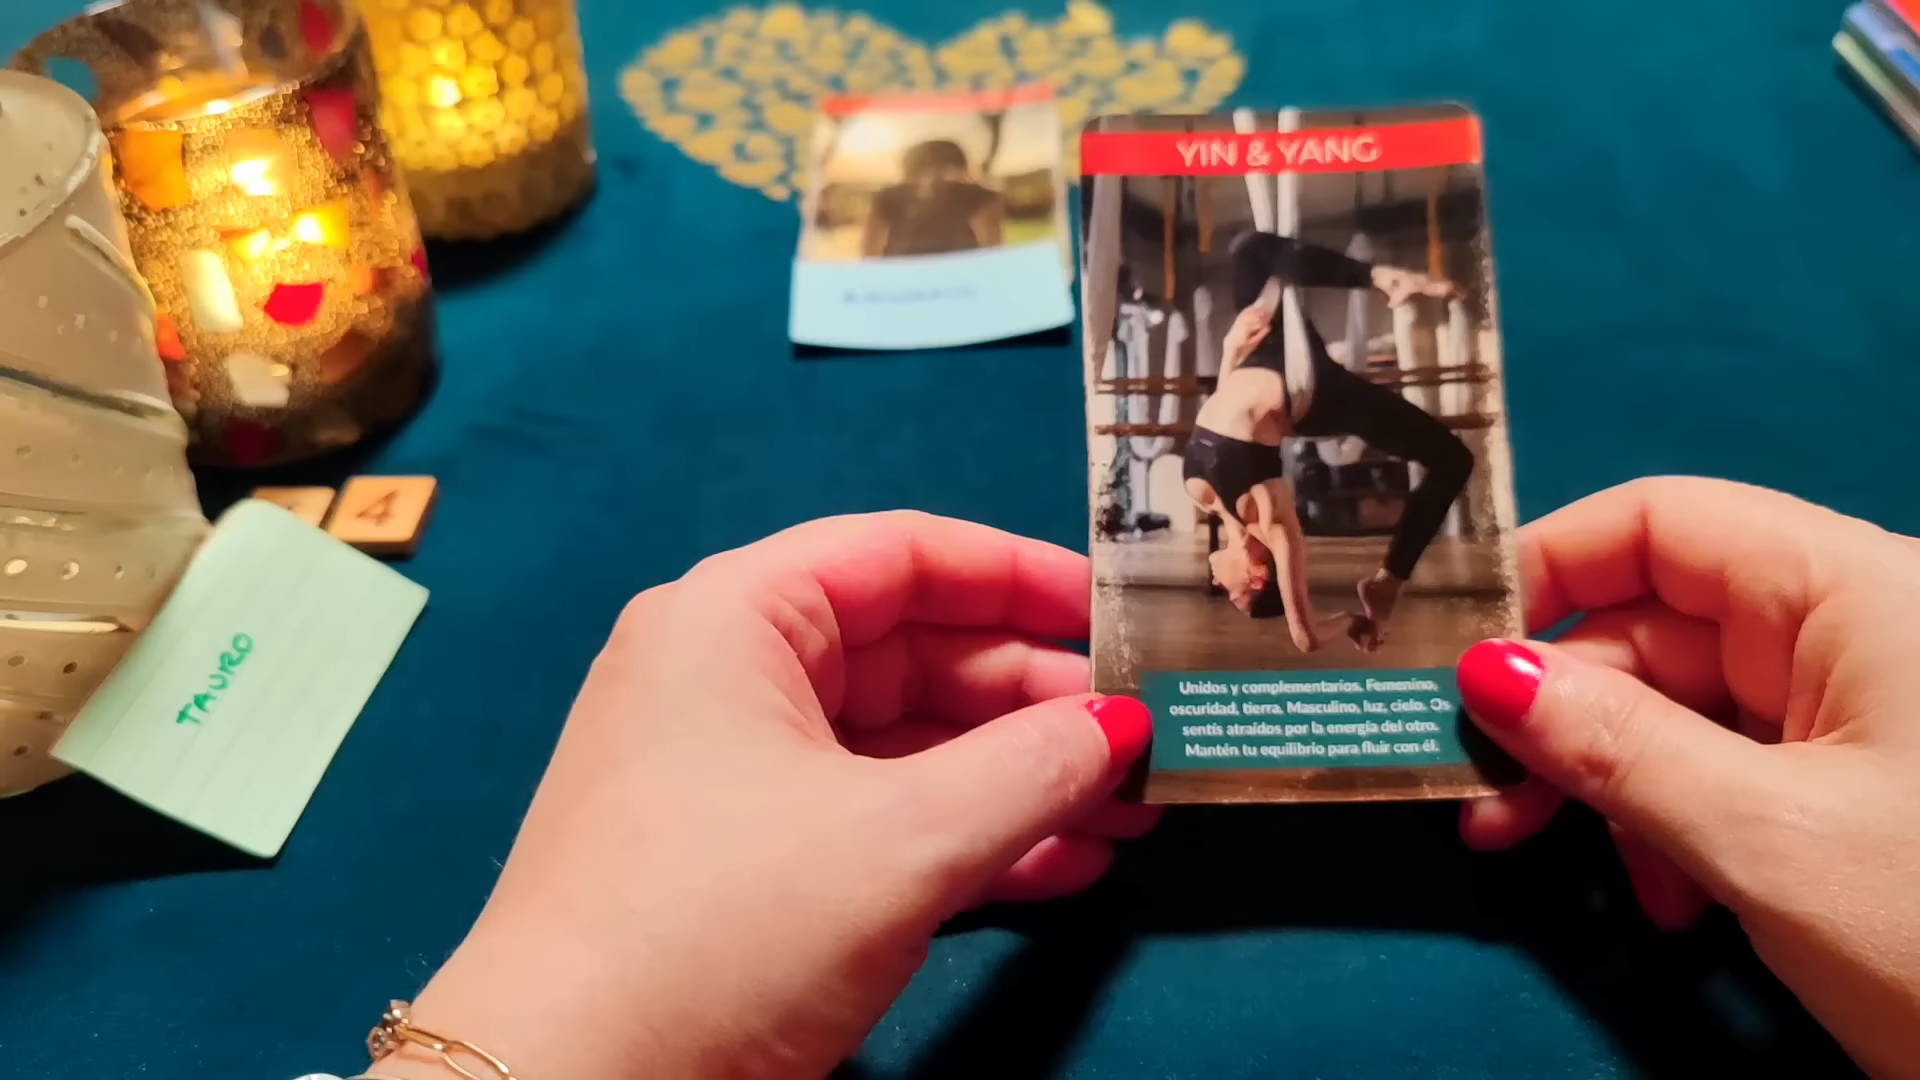 YIN & YANG
Unidos y complementarios. Femenino,
oscuridad, tierra. Masculino, luz, cielo. Os
sentís atraídos por la energía del otro.
Mantén tu equilibrio para fluir con él.
4
TAURO